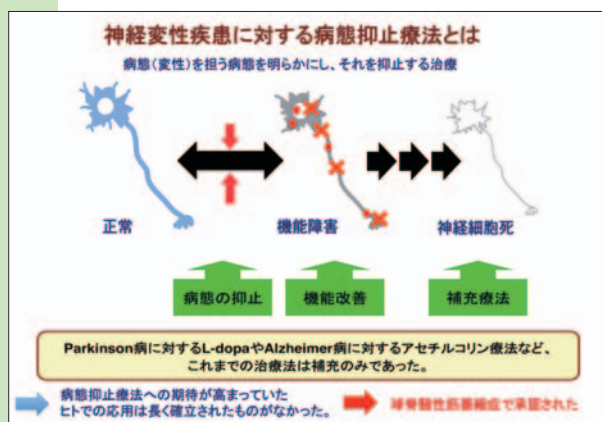 神経変性疾患に対する病態抑止療法とは
病態(変性)を担う病態を明らかにし、それを抑止する治療
正常
機能障害
神経細胞死
病態の抑止
機能改善
補充療法
Parkinson病に対するL-dopaやAlzheimer病に対するアセチルコリン療法など、
これまでの治療法は補充のみであった。
病態抑止療法への期待が高まっていた
ヒトでの応用は長く確立されたものがなかった。
球脊髄性筋萎縮症で承認された